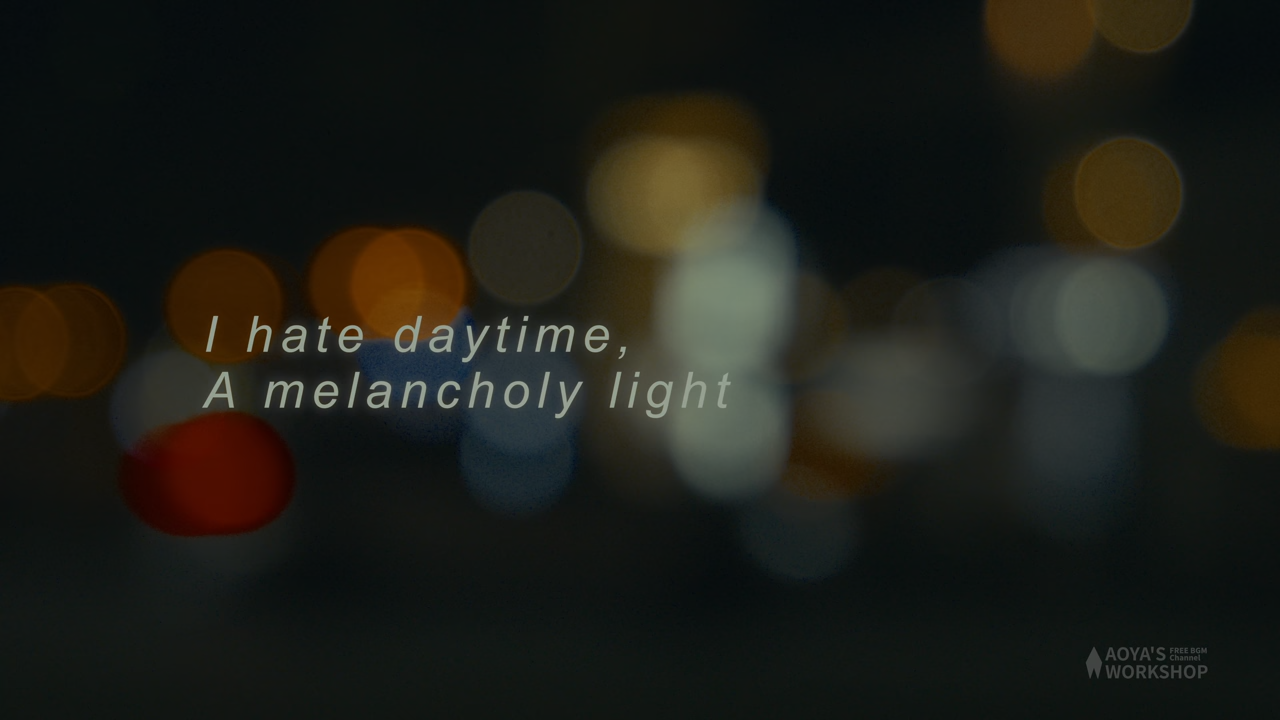 I hate daytime,
A melancholy light
AOYA'S FREE BGM Channel
WORKSHOP